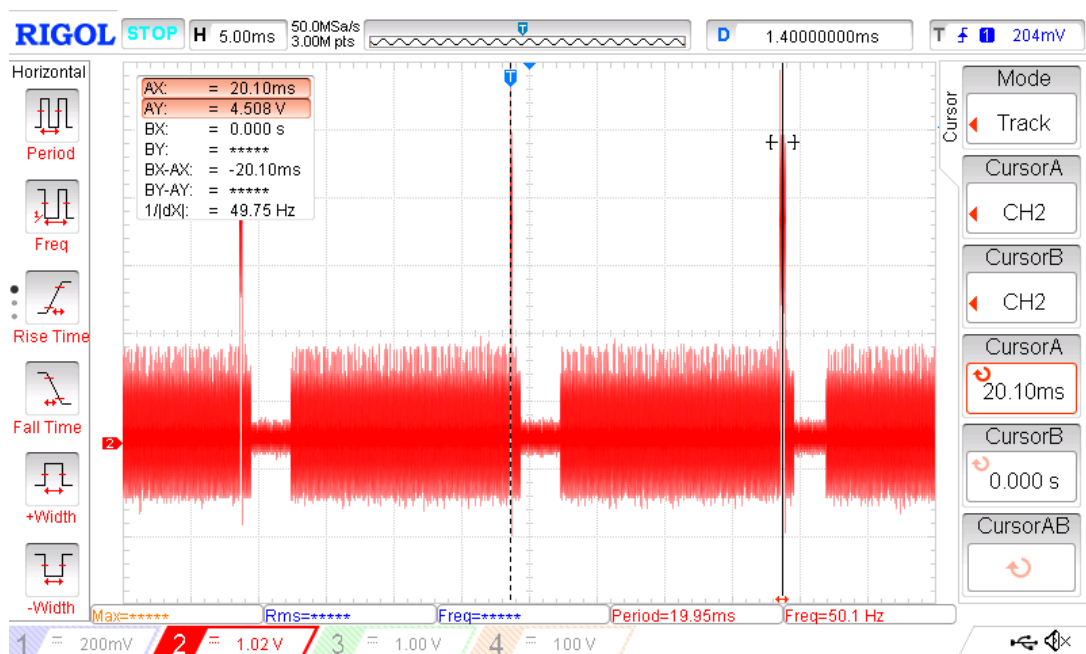 RIGOL STOP H 5.00ms 50.0MSa/s 3.00M pts T D 1.40000000ms T 1 204mV
Horizontal
Period
Freq
Rise Time
Fall Time
+Width
-Width
AX: = 20.10ms
AY: = 4.508 V
BX: = 0.000 s
BY: = *****
BX-AX: = -20.10ms
BY-AY: = *****
1/|dX|: = 49.75 Hz
T
2
Cursor
Mode
Track
CursorA
CH2
CursorB
CH2
CursorA
20.10ms
CursorB
0.000 s
CursorAB
Max=***** Rms=***** Freq=***** Period=19.95ms Freq=50.1 Hz
1 = 200mV 2 = 1.02 V 3 = 1.00 V 4 = 100 V